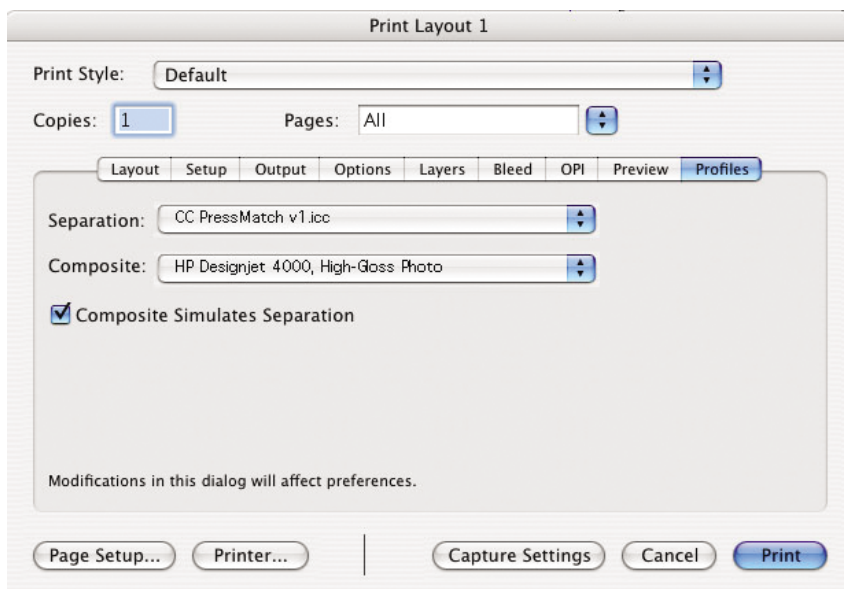 Print Layout 1
Print Style: Default
Copies: 1 Pages: All
Layout Setup Output Options Layers Bleed OPI Preview Profiles
Separation: CC PressMatch v1.icc
Composite: HP Designjet 4000, High-Gloss Photo
Composite Simulates Separation
Modifications in this dialog will affect preferences.
Page Setup... Printer... Capture Settings Cancel Print